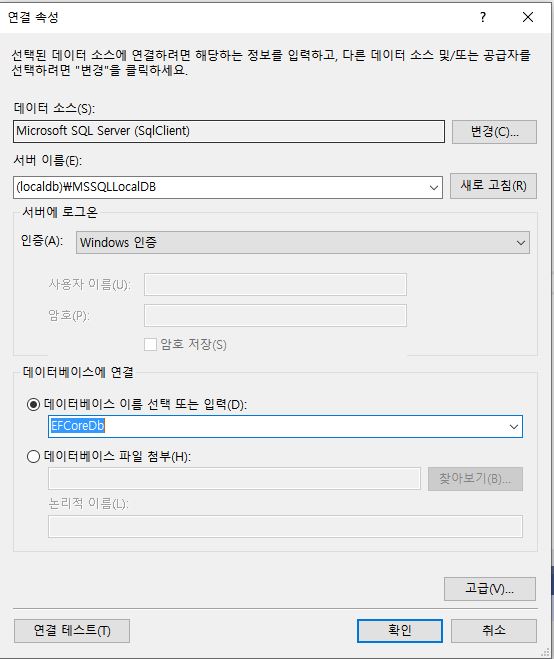 연결 속성
선택된 데이터 소스에 연결하려면 해당하는 정보를 입력하고, 다른 데이터 소스 및/또는 공급자를
선택하려면 "변경"을 클릭하세요.
데이터 소스(S):
Microsoft SQL Server (SqlClient)
변경(C)...
서버 이름(E):
(localdb)₩MSSQLLocalDB
새로 고침(R)
서버에 로그온
인증(A):
Windows 인증
사용자 이름(U):
암호(P):
암호 저장(S)
데이터베이스에 연결
데이터베이스 이름 선택 또는 입력(D):
EFCoreDb
데이터베이스 파일 첨부(H):
찾아보기(B)...
논리적 이름(L):
고급(V)...
연결 테스트(T)
확인
취소